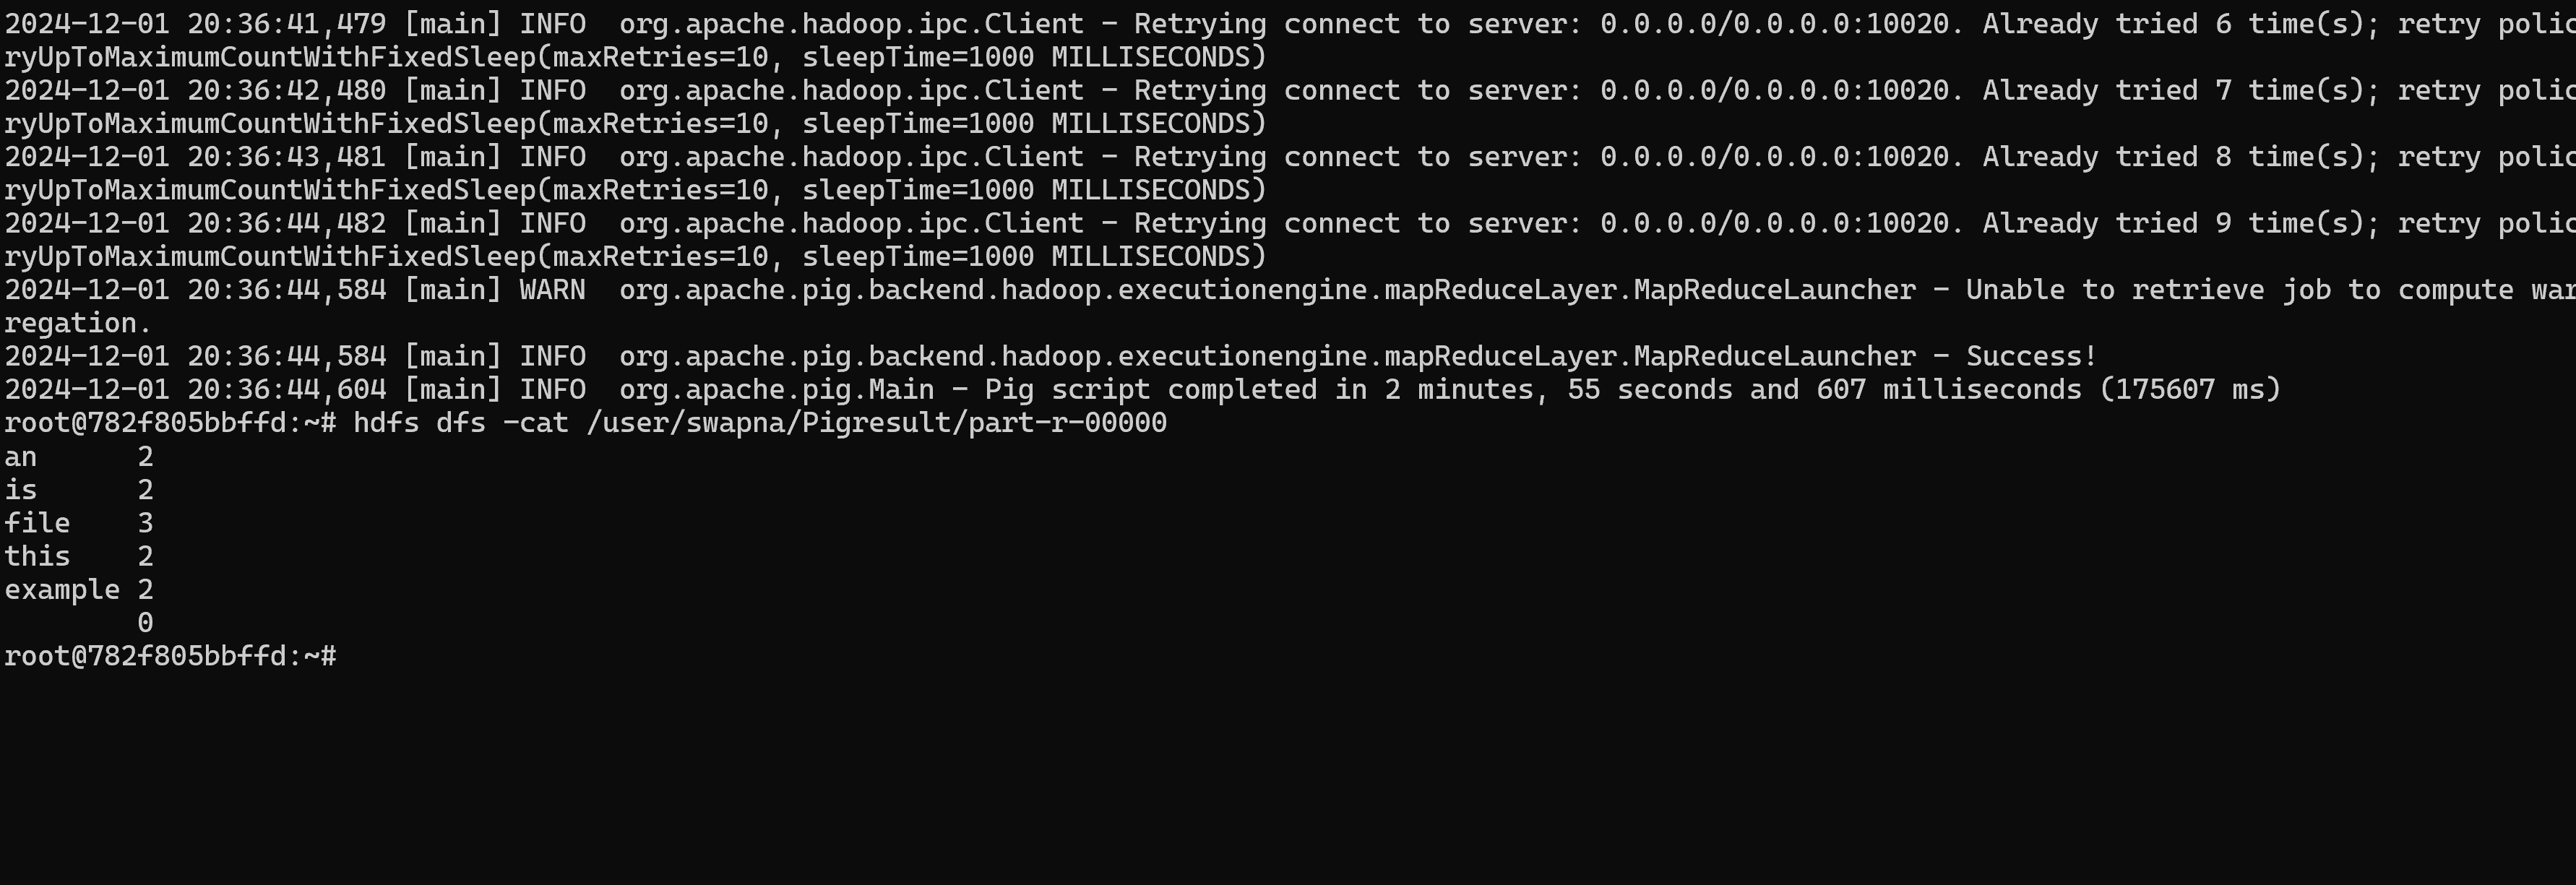 2024-12-01 20:36:41,479 [main] INFO  org.apache.hadoop.ipc.Client - Retrying connect to server: 0.0.0.0/0.0.0.0:10020. Already tried 6 time(s); retry polic
ryUpToMaximumCountWithFixedSleep(maxRetries=10, sleepTime=1000 MILLISECONDS)
2024-12-01 20:36:42,480 [main] INFO  org.apache.hadoop.ipc.Client - Retrying connect to server: 0.0.0.0/0.0.0.0:10020. Already tried 7 time(s); retry polic
ryUpToMaximumCountWithFixedSleep(maxRetries=10, sleepTime=1000 MILLISECONDS)
2024-12-01 20:36:43,481 [main] INFO  org.apache.hadoop.ipc.Client - Retrying connect to server: 0.0.0.0/0.0.0.0:10020. Already tried 8 time(s); retry polic
ryUpToMaximumCountWithFixedSleep(maxRetries=10, sleepTime=1000 MILLISECONDS)
2024-12-01 20:36:44,482 [main] INFO  org.apache.hadoop.ipc.Client - Retrying connect to server: 0.0.0.0/0.0.0.0:10020. Already tried 9 time(s); retry polic
ryUpToMaximumCountWithFixedSleep(maxRetries=10, sleepTime=1000 MILLISECONDS)
2024-12-01 20:36:44,584 [main] WARN  org.apache.pig.backend.hadoop.executionengine.mapReduceLayer.MapReduceLauncher - Unable to retrieve job to compute war
regation.
2024-12-01 20:36:44,584 [main] INFO  org.apache.pig.backend.hadoop.executionengine.mapReduceLayer.MapReduceLauncher - Success!
2024-12-01 20:36:44,604 [main] INFO  org.apache.pig.Main - Pig script completed in 2 minutes, 55 seconds and 607 milliseconds (175607 ms)
root@782f805bbffd:~# hdfs dfs -cat /user/swapna/Pigresult/part-r-00000
an      2
is      2
file    3
this    2
example 2
        0
root@782f805bbffd:~#